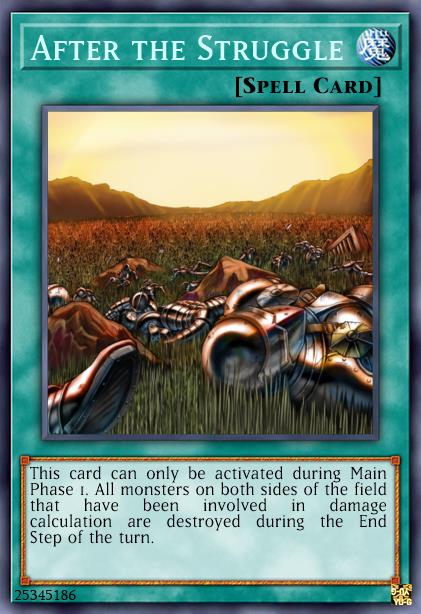 AFTER THE STRUGGLE
[SPELL CARD]
This card can only be activated during Main
Phase 1. All monsters on both sides of the field
that have been involved in damage
calculation are destroyed during the End
Step of the turn.
25345186